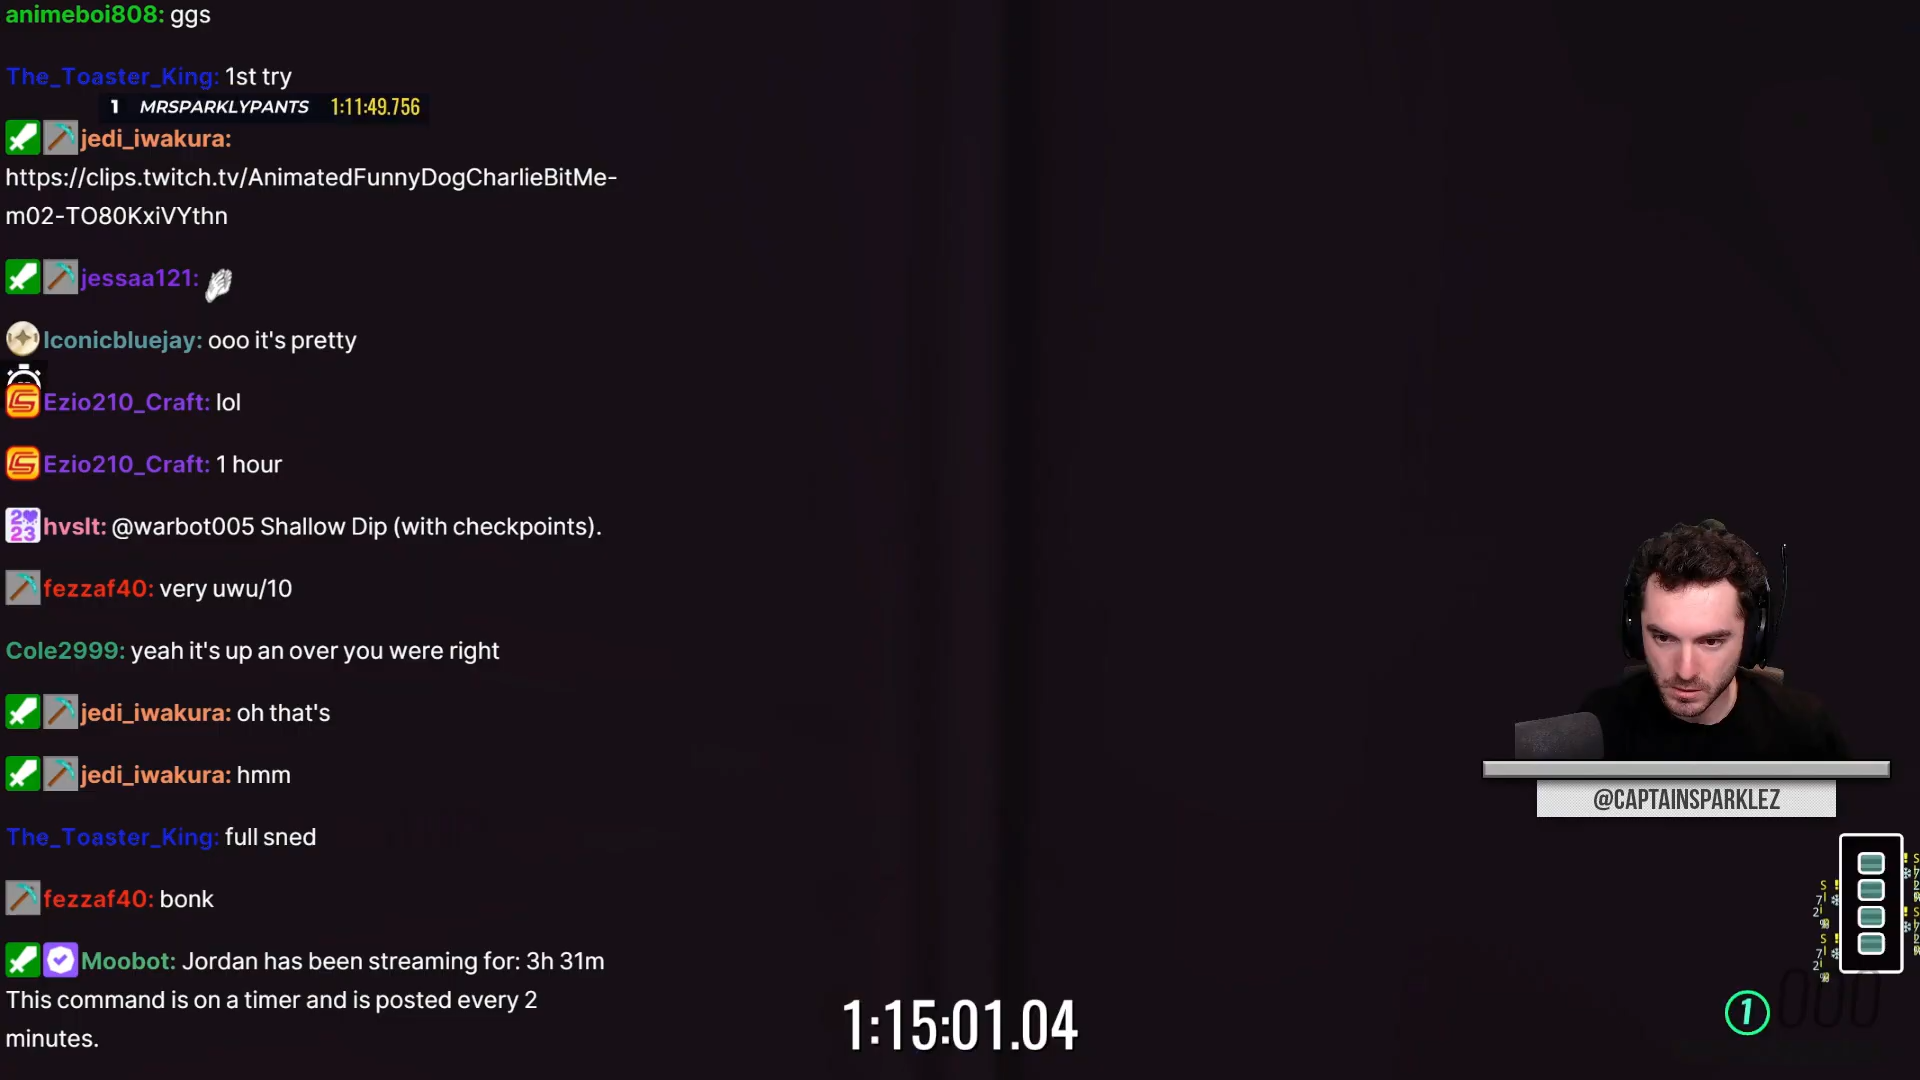 animeboi808: ggs
The_Toaster_King: 1st try
1 MRSPARKLYPANTS 1:11:49.756
jedi_iwakura:
https://clips.twitch.tv/AnimatedFunnyDogCharlieBitMe-
m02-TO80KxiVYthn
jessaa121:
Iconicbluejay: ooo it's pretty
Ezio210_Craft: lol
Ezio210_Craft: 1 hour
hvslt: @warbot005 Shallow Dip (with checkpoints).
fezzaf40: very uwu/10
Cole2999: yeah it's up an over you were right
jedi_iwakura: oh that's
jedi_iwakura: hmm
The_Toaster_King: full sned
fezzaf40: bonk
Moobot: Jordan has been streaming for: 3h 31m
This command is on a timer and is posted every 2
minutes.
@CAPTAINSPARKLEZ
1:15:01.04
1 000